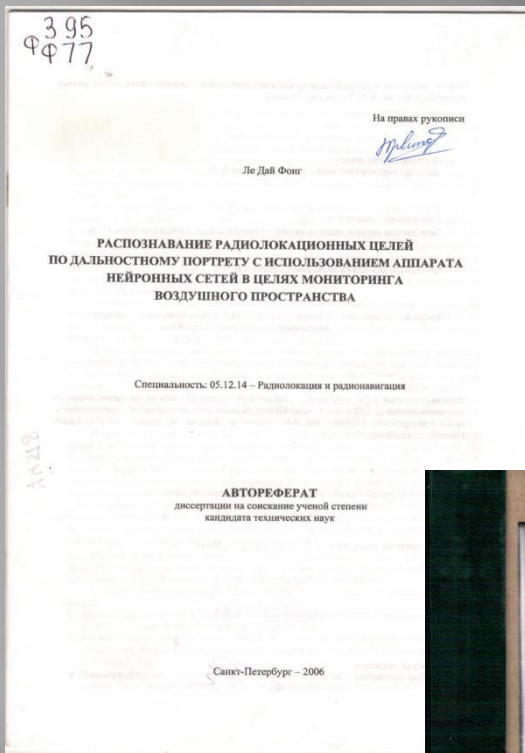 3 95
Ф Ф77
На правах рукописи
Ле Дай Фонг
РАСПОЗНАВАНИЕ РАДИОЛОКАЦИОННЫХ ЦЕЛЕЙ
ПО ДАЛЬНОСТНОМУ ПОРТРЕТУ С ИСПОЛЬЗОВАНИЕМ АППАРАТА
НЕЙРОННЫХ СЕТЕЙ В ЦЕЛЯХ МОНИТОРИНГА
ВОЗДУШНОГО ПРОСТРАНСТВА
Специальность: 05.12.14 – Радиолокация и радионавигация
АВТОРЕФЕРАТ
диссертации на соискание ученой степени
кандидата технических наук
Санкт-Петербург – 2006